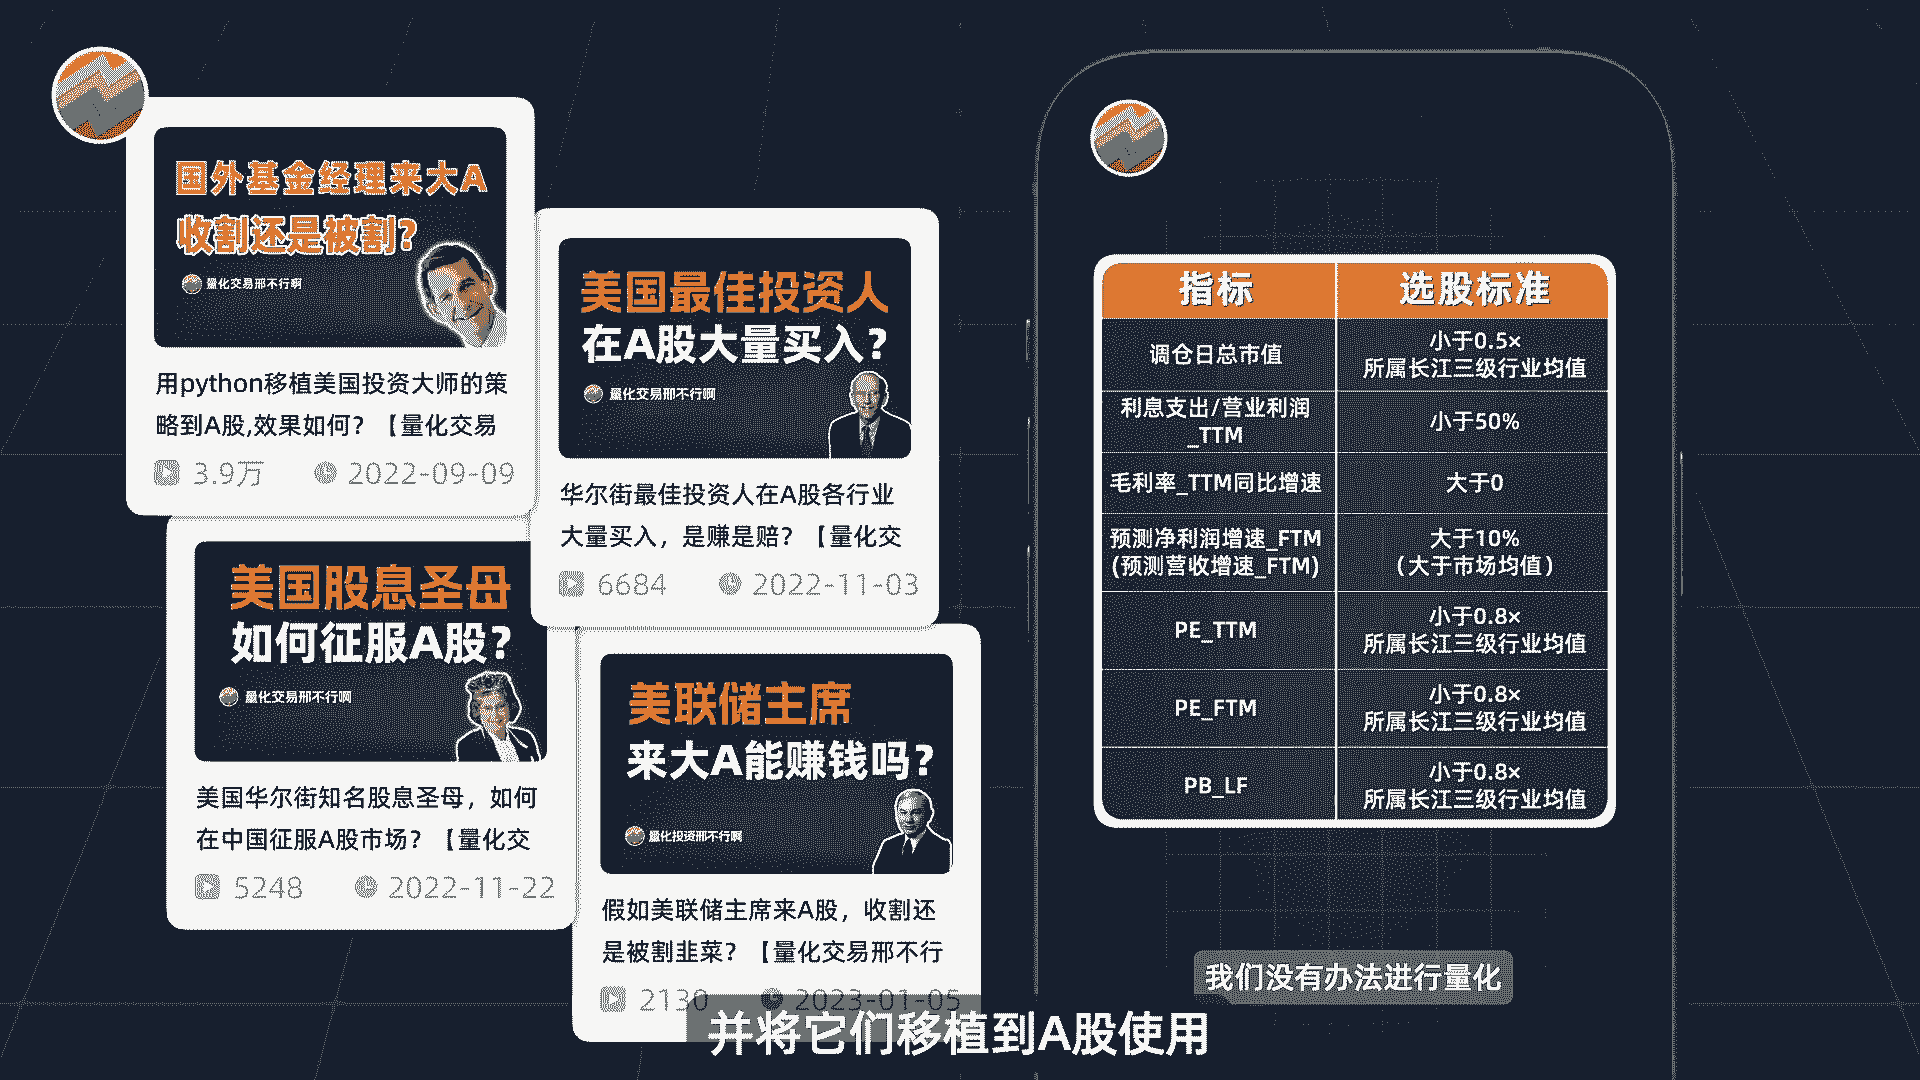 国外基金经理来大A
收割还是被割?
量化交易邢不行啊
用python移植美国投资大师的策
略到A股,效果如何？【量化交易
3.9万 2022-09-09
美国最佳投资人
在A股大量买入?
量化交易邢不行啊
华尔街最佳投资人在A股各行业
大量买入，是赚是赔？【量化交
6684 2022-11-03
美国股息圣母
如何征服A股?
量化交易邢不行啊
美国华尔街知名股息圣母，如何
在中国征服A股市场？【量化交
5248 2022-11-22
美联储主席
来大A能赚钱吗?
量化投资邢不行啊
假如美联储主席来A股，收割还
是被割韭菜？【量化交易邢不行
2130 2023-01-05
指标 选股标准
调仓日总市值
小于0.5×
所属长江三级行业均值
利息支出/营业利润
_TTM
小于50%
毛利率_TTM同比增速 大于0
预测净利润增速_FTM
(预测营收增速_FTM)
大于10%
（大于市场均值）
PE_TTM
小于0.8×
所属长江三级行业均值
PE_FTM
小于0.8×
所属长江三级行业均值
PB_LF
小于0.8×
所属长江三级行业均值
我们没有办法进行量化
并将它们移植到A股使用